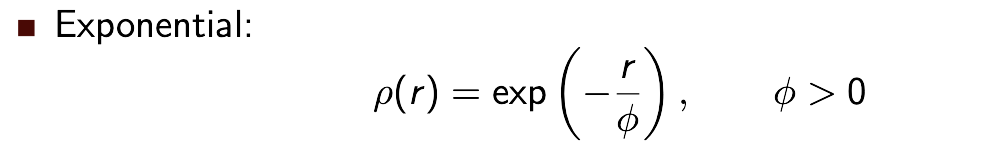 Exponential:
ρ(r) = exp(−r/ϕ), ϕ > 0